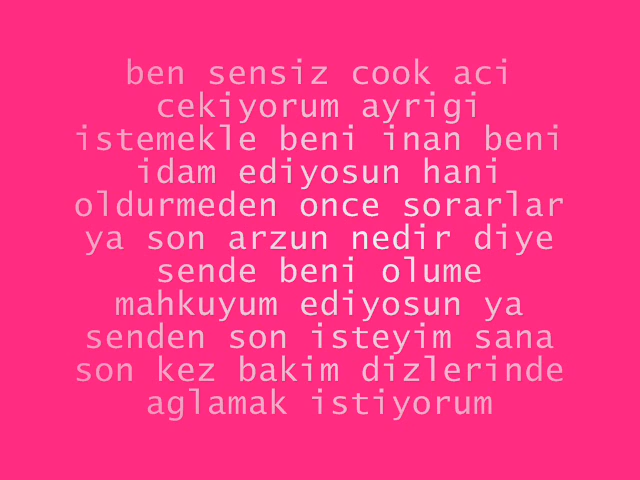 ben sensiz cook aci
cekiyorum ayrigi
istemekle beni inan beni
idam ediyosun hani
oldurmeden once sorarlar
ya son arzun nedir diye
sende beni olume
mahkuyum ediyosun ya
senden son isteyim sana
son kez bakim dizlerinde
aglamak istiyorum